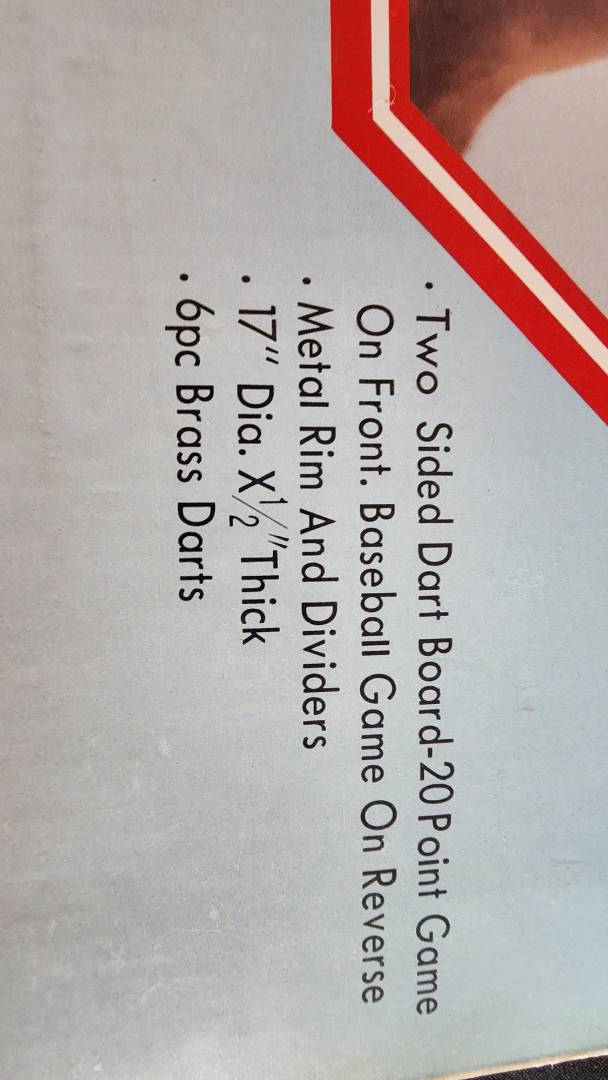 · Two Sided Dart Board-20 Point Game
On Front. Baseball Game On Reverse
· Metal Rim And Dividers
· 17" Dia. X 1/2" Thick
· 6pc Brass Darts